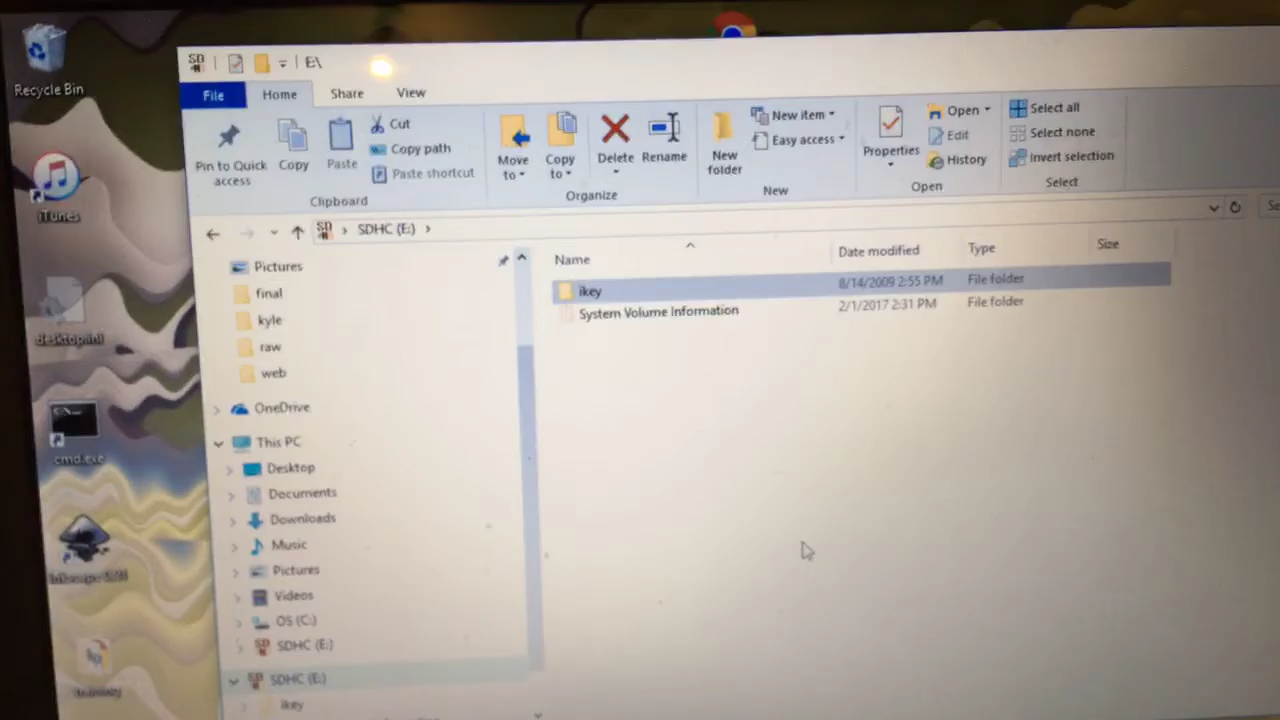 Recycle Bin
iTunes
desktop.ini
cmd.exe
E:\
File
Home
Share
View
Pin to Quick
access
Copy
Paste
Cut
Copy path
Paste shortcut
Clipboard
Move
to
Copy
to
Delete
Rename
Organize
New
folder
New item
Easy access
New
Properties
Open
Edit
History
Open
Select all
Select none
Invert selection
Select
SD
SDHC (E:)
Se
Name
Date modified
Type
Size
ikey
8/14/2009 2:55 PM
File folder
System Volume Information
2/1/2017 2:31 PM
File folder
Pictures
final
kyle
raw
web
OneDrive
This PC
Desktop
Documents
Downloads
Music
Pictures
Videos
OS (C:)
SDHC (E:)
SDHC (E:)
ikey